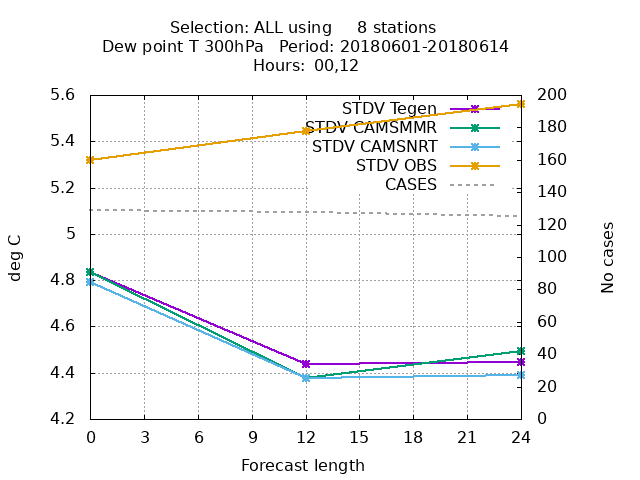 Selection: ALL using 8 stations
Dew point T 300hPa Period: 20180601-20180614
Hours: 00,12
5.6
5.4
5.2
5
4.8
4.6
4.4
4.2
deg C
STDV Tegen
STDV CAMSMMR
STDV CAMSNRT
STDV OBS
CASES
200
180
160
140
120
100
80
60
40
20
0
No cases
0 3 6 9 12 15 18 21 24
Forecast length